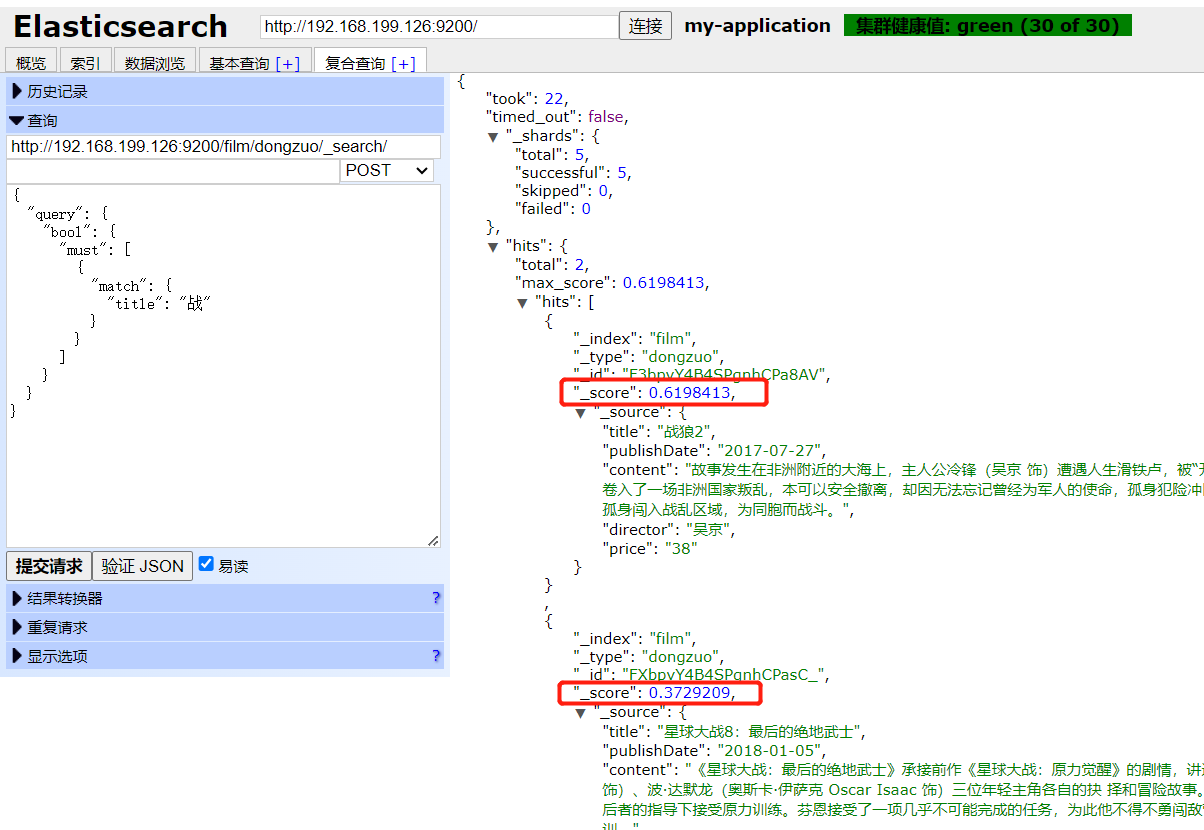 Elasticsearch http://192.168.199.126:9200/ 连接 my-application 集群健康值: green (30 of 30)
概览 索引 数据浏览 基本查询 [+] 复合查询 [+]
历史记录
查询
http://192.168.199.126:9200/film/dongzuo/_search/
POST
{
"query": {
"bool": {
"must": [
{
"match": {
"title": "战"
}
}
]
}
}
}
提交请求 验证 JSON 易读
结果转换器 ?
重复请求
显示选项 ?
{
"took": 22,
"timed_out": false,
"_shards": {
"total": 5,
"successful": 5,
"skipped": 0,
"failed": 0
},
"hits": {
"total": 2,
"max_score": 0.6198413,
"hits": [
{
"_index": "film",
"_type": "dongzuo",
"_id": "F3bpvY4B4SPgnhCPa8AV",
"_score": 0.6198413,
"_source": {
"title": "战狼2",
"publishDate": "2017-07-27",
"content": "故事发生在非洲附近的大海上，主人公冷锋（吴京 饰）遭遇人生滑铁卢，被“
卷入了一场非洲国家叛乱，本可以安全撤离，却因无法忘记曾经为军人的使命，孤身犯险冲
孤身闯入战乱区域，为同胞而战斗。",
"director": "吴京",
"price": "38"
}
}
,
{
"_index": "film",
"_type": "dongzuo",
"_id": "FXbpvY4B4SPgnhCPasC_",
"_score": 0.3729209,
"_source": {
"title": "星球大战8：最后的绝地武士",
"publishDate": "2018-01-05",
"content": "《星球大战：最后的绝地武士》承接前作《星球大战：原力觉醒》的剧情，讲
饰）、波·达默龙（奥斯卡·伊萨克 Oscar Isaac 饰）三位年轻主角各自的抉 择和冒险故事。
后者的指导下接受原力训练。芬恩接受了一项几乎不可能完成的任务，为此他不得不勇闯敌